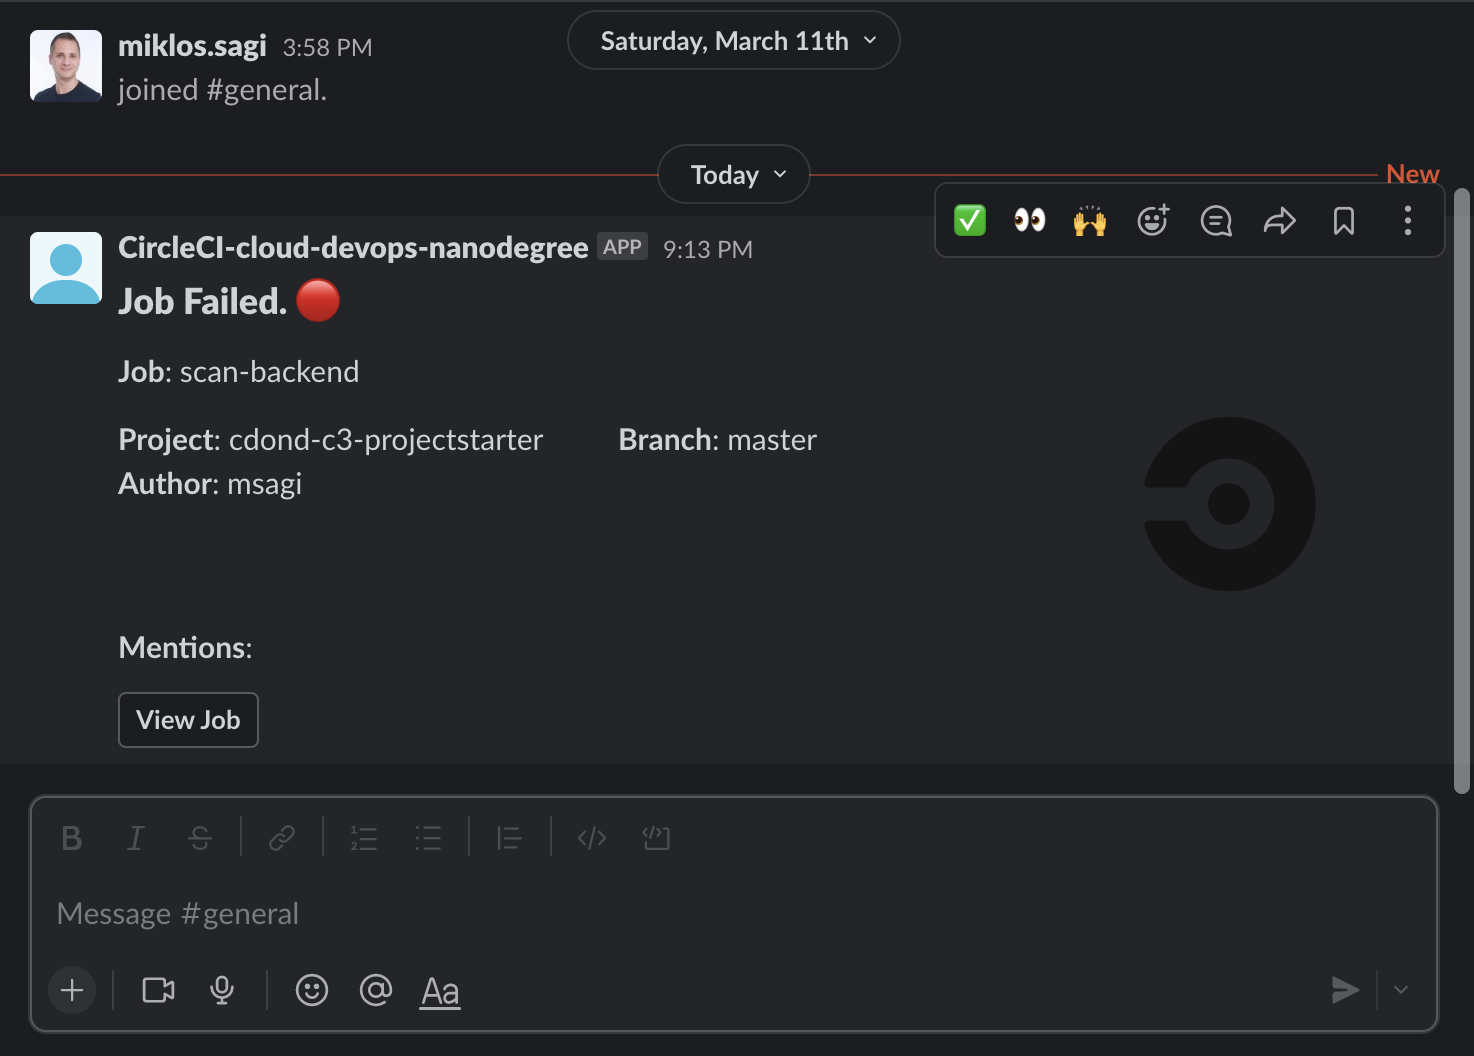 miklos.sagi 3:58 PM
Saturday, March 11th
joined #general.
Today
New
CircleCI-cloud-devops-nanodegree APP 9:13 PM
Job Failed.
Job: scan-backend
Project: cdond-c3-projectstarter Branch: master
Author: msagi
Mentions:
View Job
Message #general
Aa